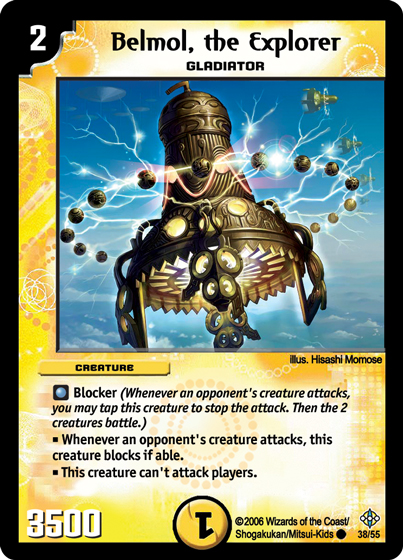 2
Belmol, the Explorer
GLADIATOR
illus. Hisashi Momose
CREATURE
Blocker (Whenever an opponent's creature attacks,
you may tap this creature to stop the attack. Then the 2
creatures battle.)
▪ Whenever an opponent's creature attacks, this
creature blocks if able.
▪ This creature can't attack players.
3500
©2006 Wizards of the Coast/
Shogakukan/Mitsui-Kids
38/55